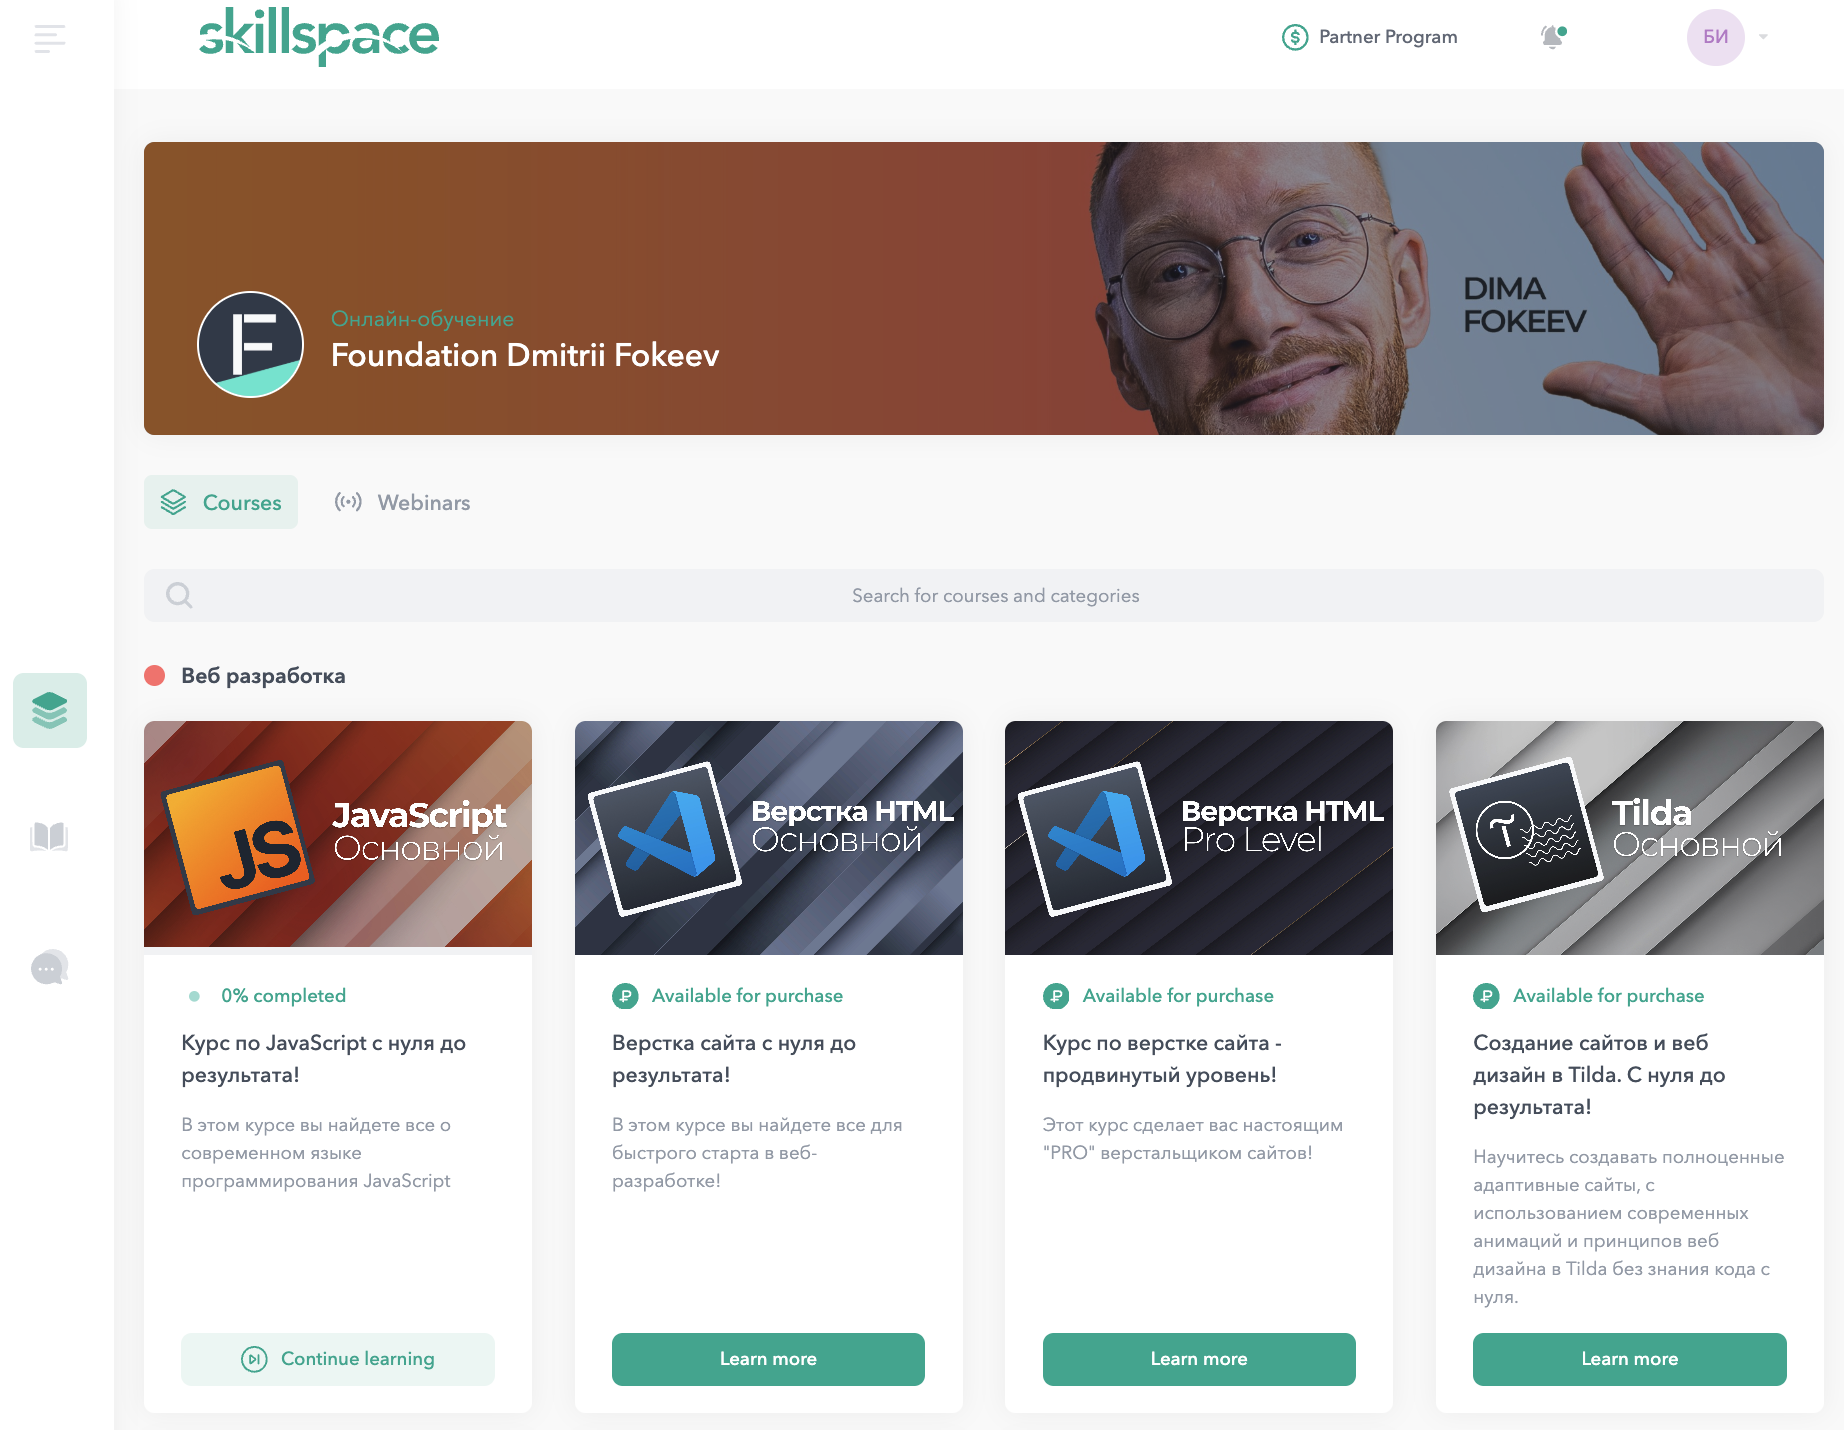 skillspace
Partner Program
БИ
DIMA
FOKEEV
F
Онлайн-обучение
Foundation Dmitrii Fokeev
Courses
Webinars
Search for courses and categories
Веб разработка
JS
JavaScript
Основной
Верстка HTML
Основной
Верстка HTML
Pro Level
Tilda
Основной
0% completed
Курс по JavaScript с нуля до
результата!
В этом курсе вы найдете все о
современном языке
программирования JavaScript
Continue learning
Available for purchase
Верстка сайта с нуля до
результата!
В этом курсе вы найдете все для
быстрого старта в веб-
разработке!
Learn more
Available for purchase
Курс по верстке сайта -
продвинутый уровень!
Этот курс сделает вас настоящим
"PRO" верстальщиком сайтов!
Learn more
Available for purchase
Создание сайтов и веб
дизайн в Tilda. С нуля до
результата!
Научитесь создавать полноценные
адаптивные сайты, с
использованием современных
анимаций и принципов веб
дизайна в Tilda без знания кода с
нуля.
Learn more